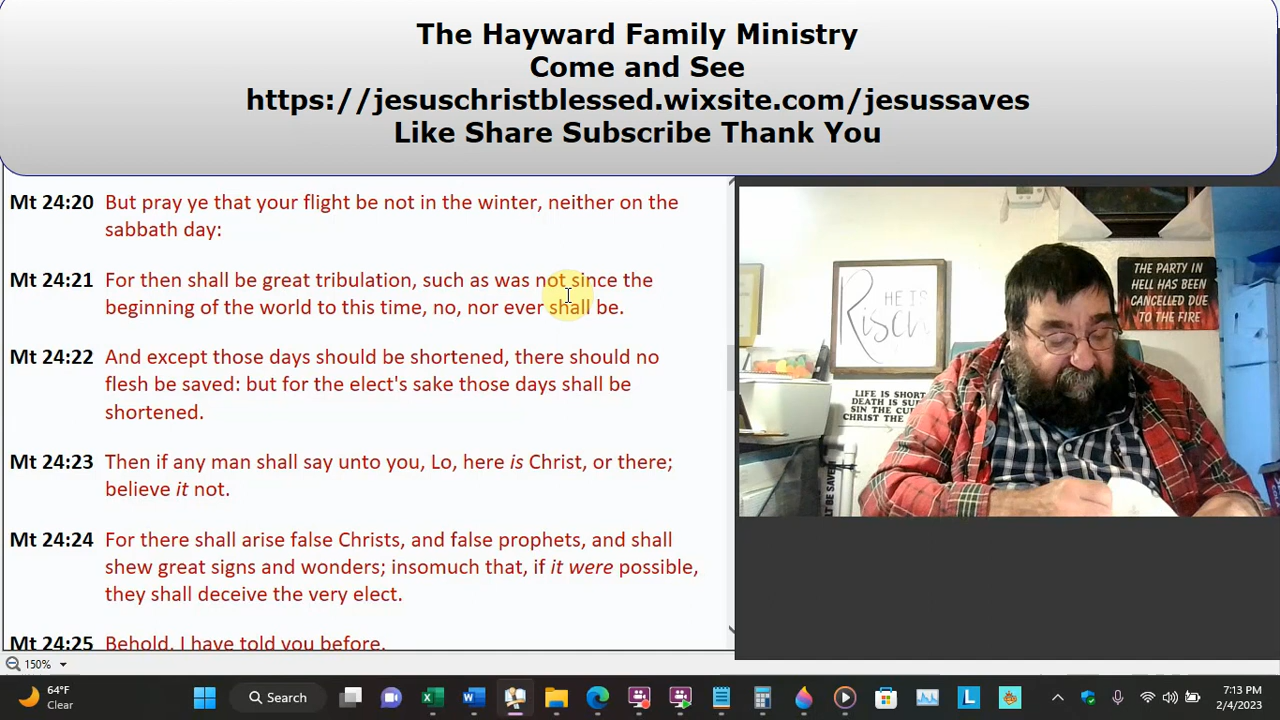 The Hayward Family Ministry
Come and See
https://jesuschristblessed.wixsite.com/jesussaves
Like Share Subscribe Thank You
Mt 24:20 But pray ye that your flight be not in the winter, neither on the
sabbath day:
Mt 24:21 For then shall be great tribulation, such as was not since the
beginning of the world to this time, no, nor ever shall be.
Mt 24:22 And except those days should be shortened, there should no
flesh be saved: but for the elect's sake those days shall be
shortened.
Mt 24:23 Then if any man shall say unto you, Lo, here is Christ, or there;
believe it not.
Mt 24:24 For there shall arise false Christs, and false prophets, and shall
shew great signs and wonders; insomuch that, if it were possible,
they shall deceive the very elect.
Mt 24:25 Behold, I have told you before.
HE IS
Risen
THE PARTY IN
HELL HAS BEEN
CANCELLED DUE
TO THE FIRE
LIFE IS SHORT
DEATH IS
SIN THE
CHRIST THE
150%
64°F
Clear
Search
7:13 PM
2/4/2023